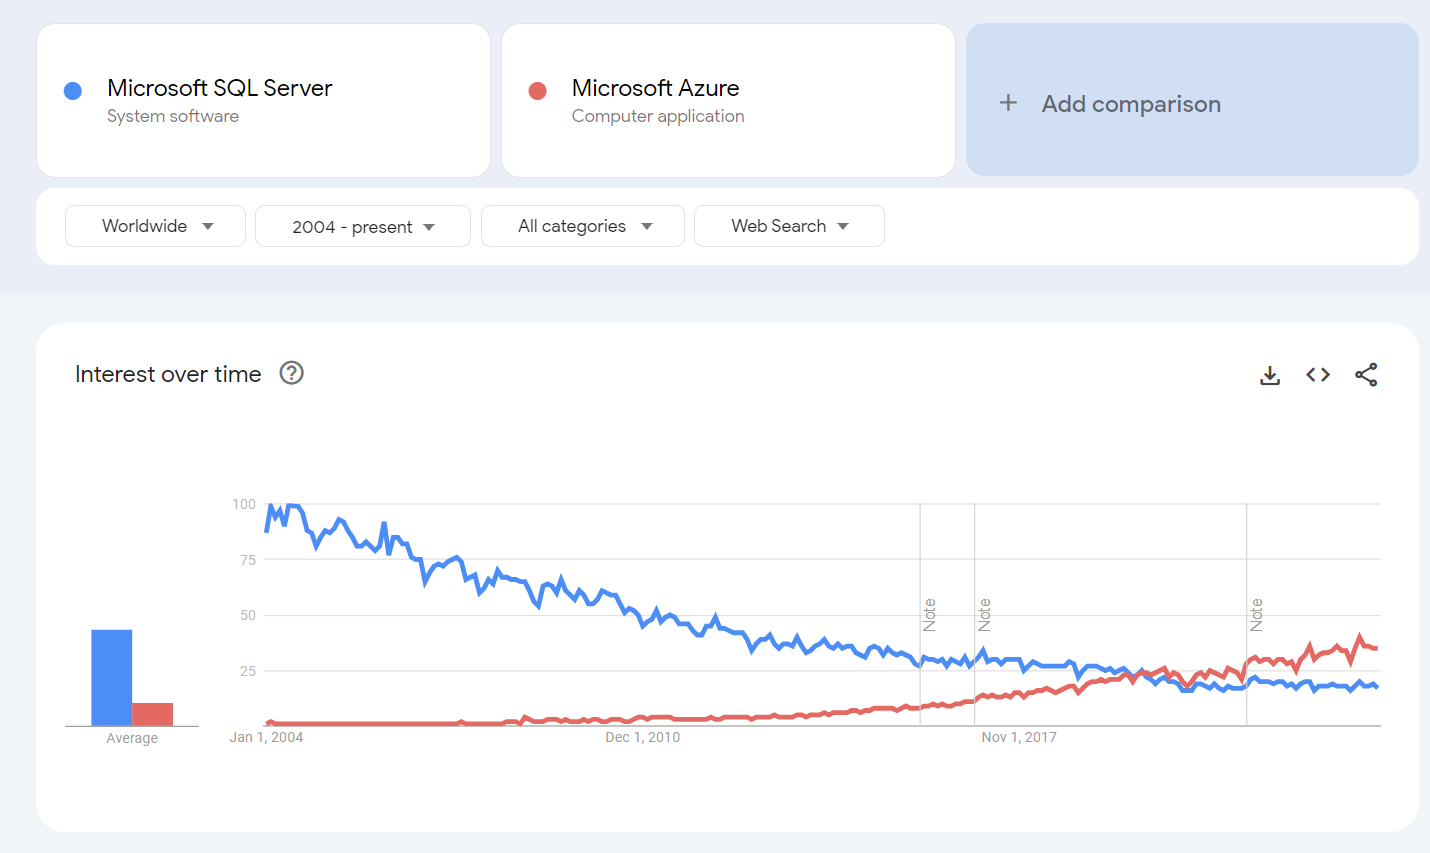 Microsoft SQL Server
System software
Microsoft Azure
Computer application
+ Add comparison
Worldwide
2004 - present
All categories
Web Search
Interest over time
?
100
75
50
25
Note
Note
Note
Average
Jan 1, 2004
Dec 1, 2010
Nov 1, 2017